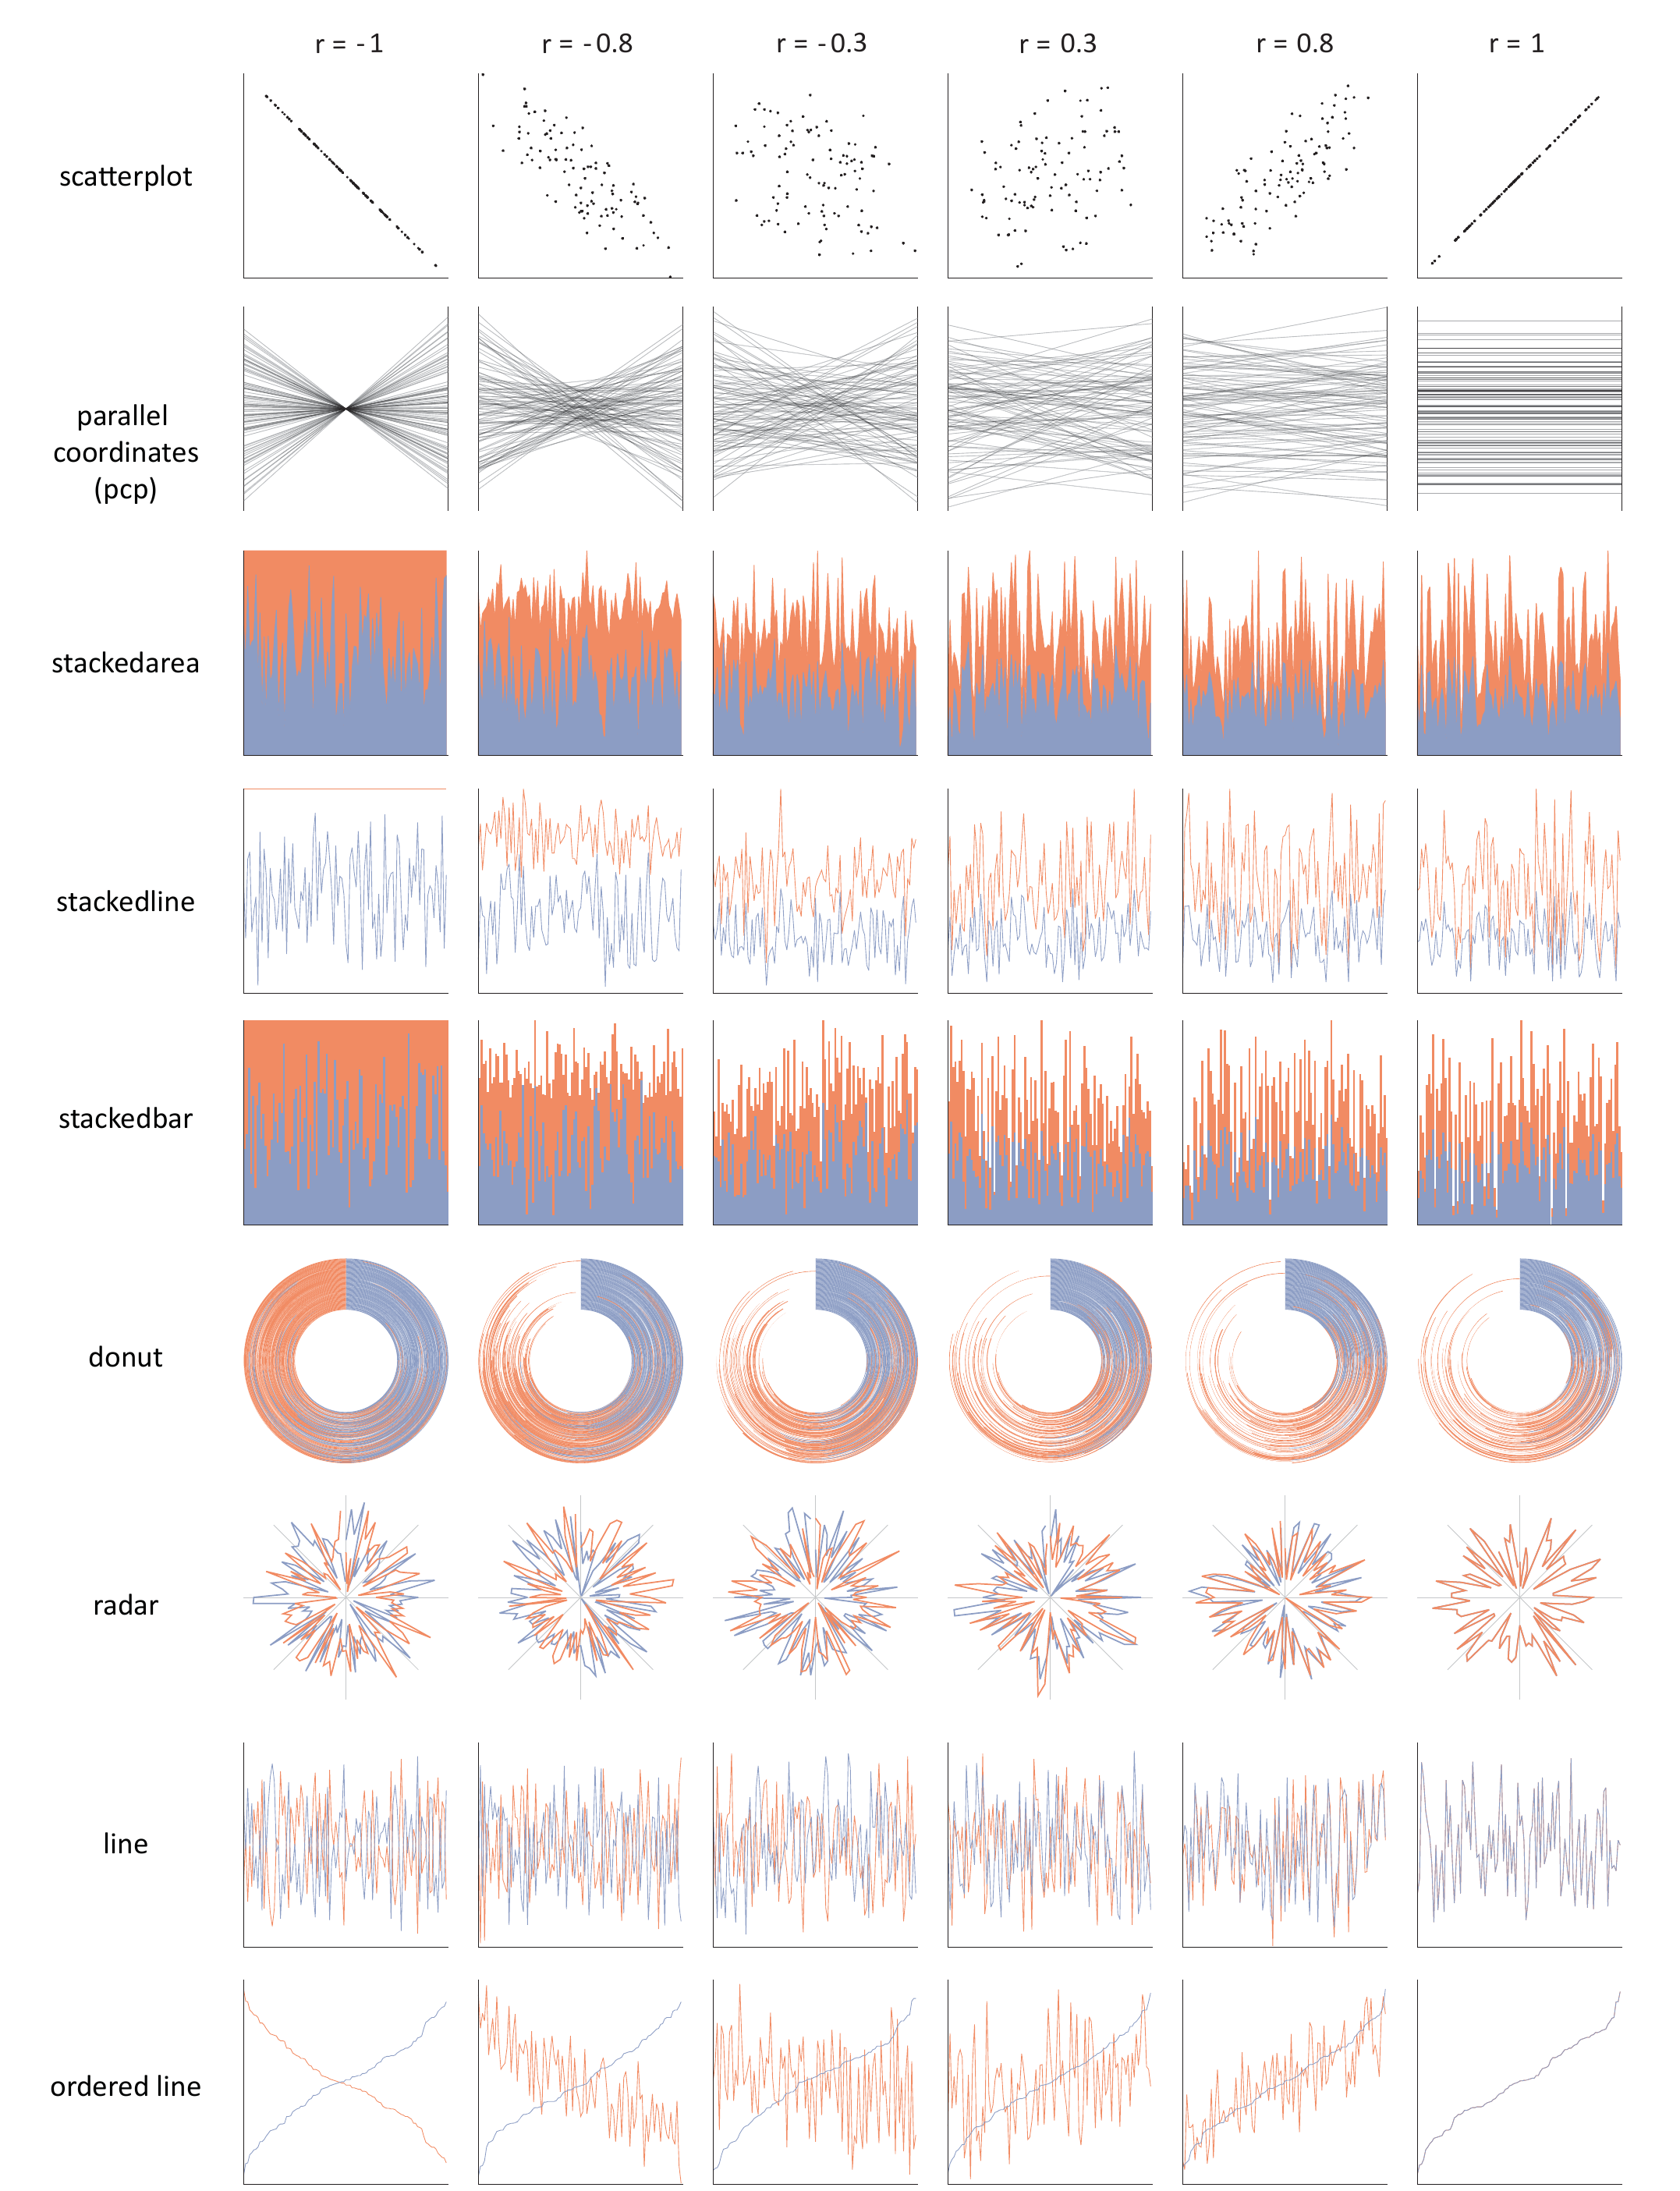 r = -1 r = -0.8 r = -0.3 r = 0.3 r = 0.8 r = 1
scatterplot
parallel
coordinates
(pcp)
stackedarea
stackedline
stackedbar
donut
radar
line
ordered line